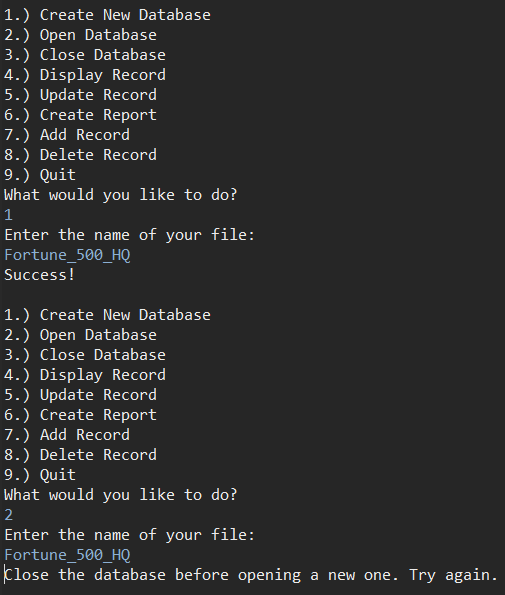 1.) Create New Database
2.) Open Database
3.) Close Database
4.) Display Record
5.) Update Record
6.) Create Report
7.) Add Record
8.) Delete Record
9.) Quit
What would you like to do?
1
Enter the name of your file:
Fortune_500_HQ
Success!

1.) Create New Database
2.) Open Database
3.) Close Database
4.) Display Record
5.) Update Record
6.) Create Report
7.) Add Record
8.) Delete Record
9.) Quit
What would you like to do?
2
Enter the name of your file:
Fortune_500_HQ
Close the database before opening a new one. Try again.